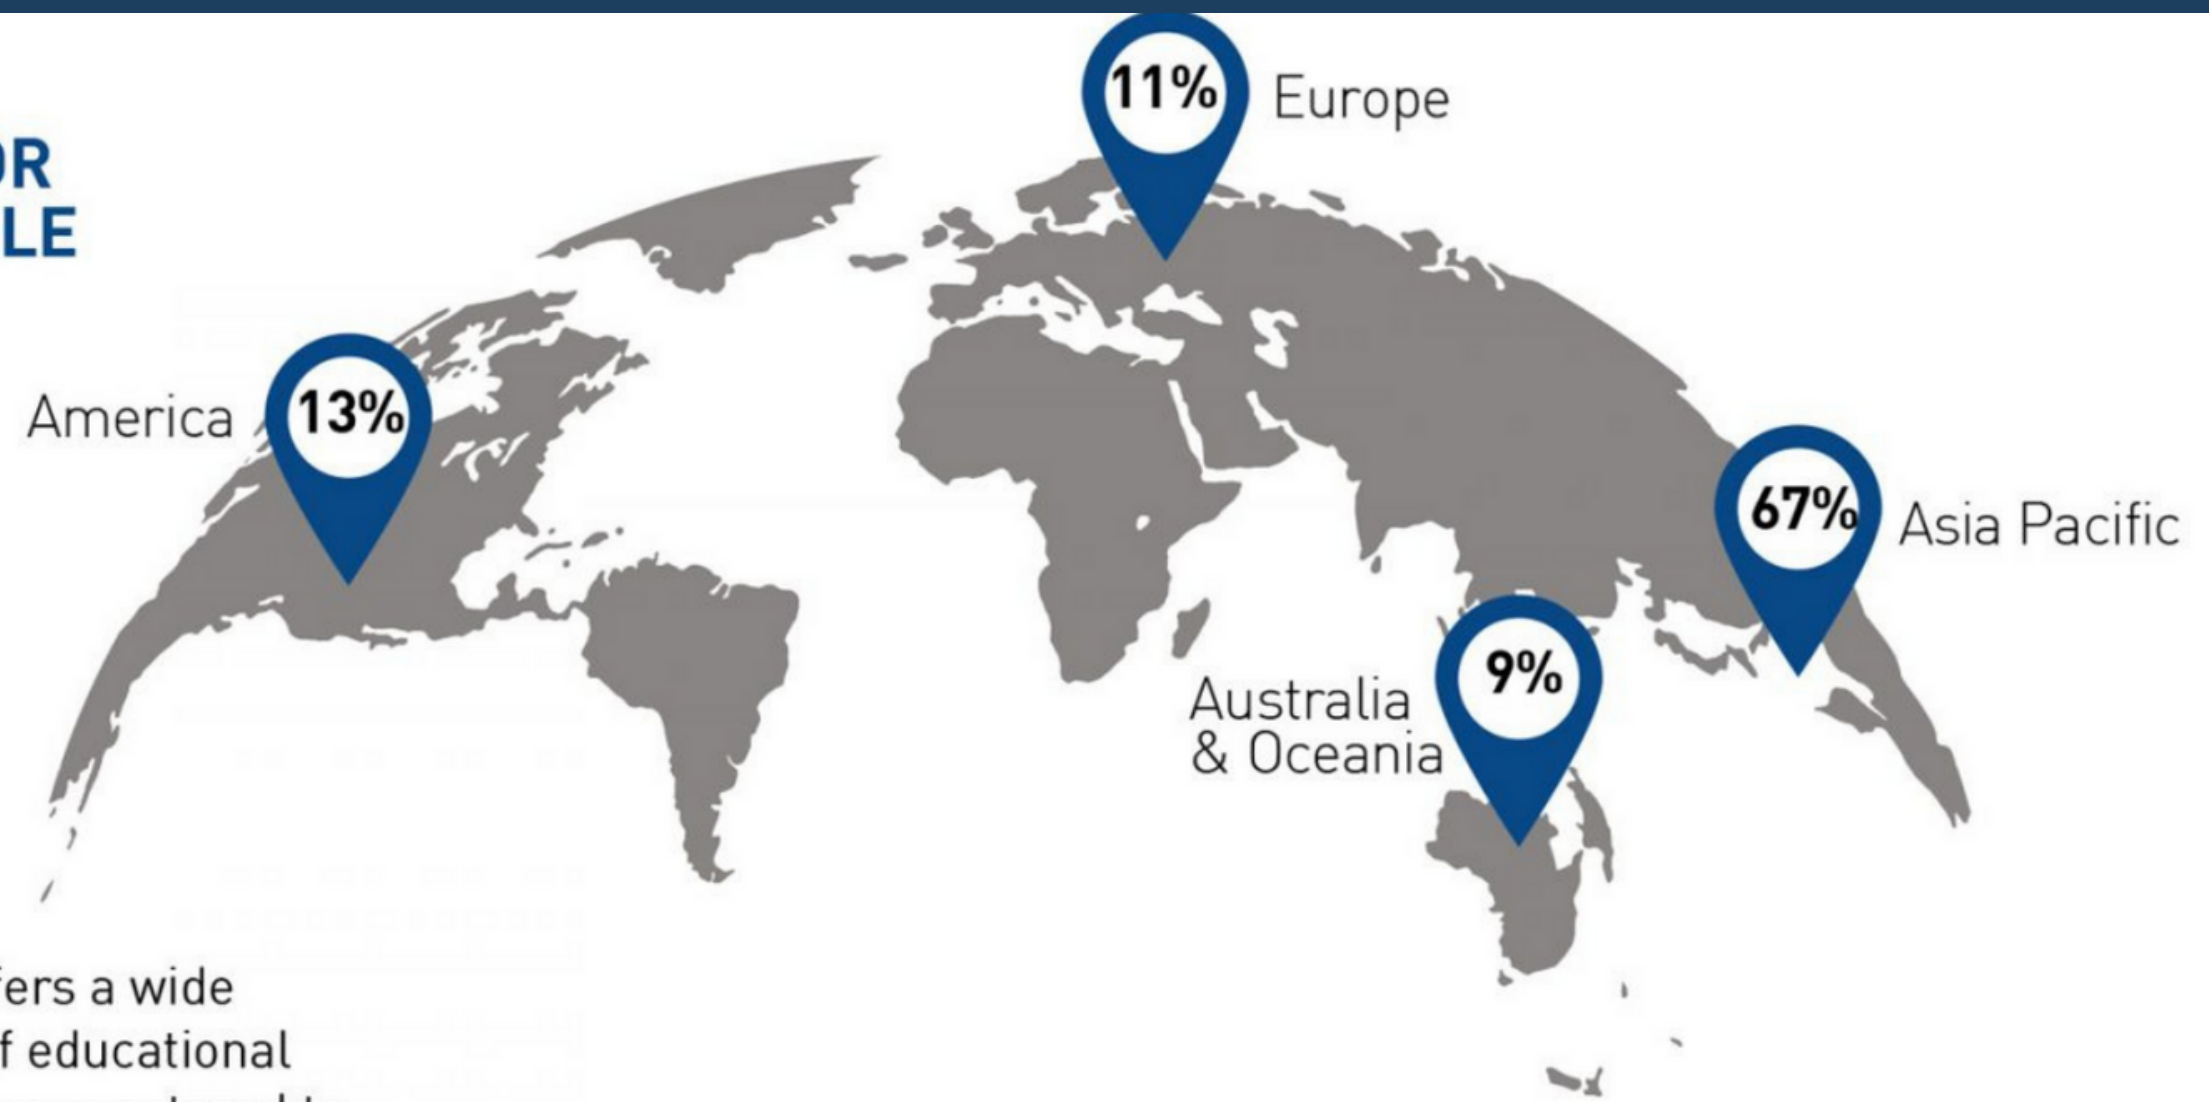 OR
LE
11%
Europe
America
13%
67%
Asia Pacific
9%
Australia
& Oceania
fers a wide
f educational